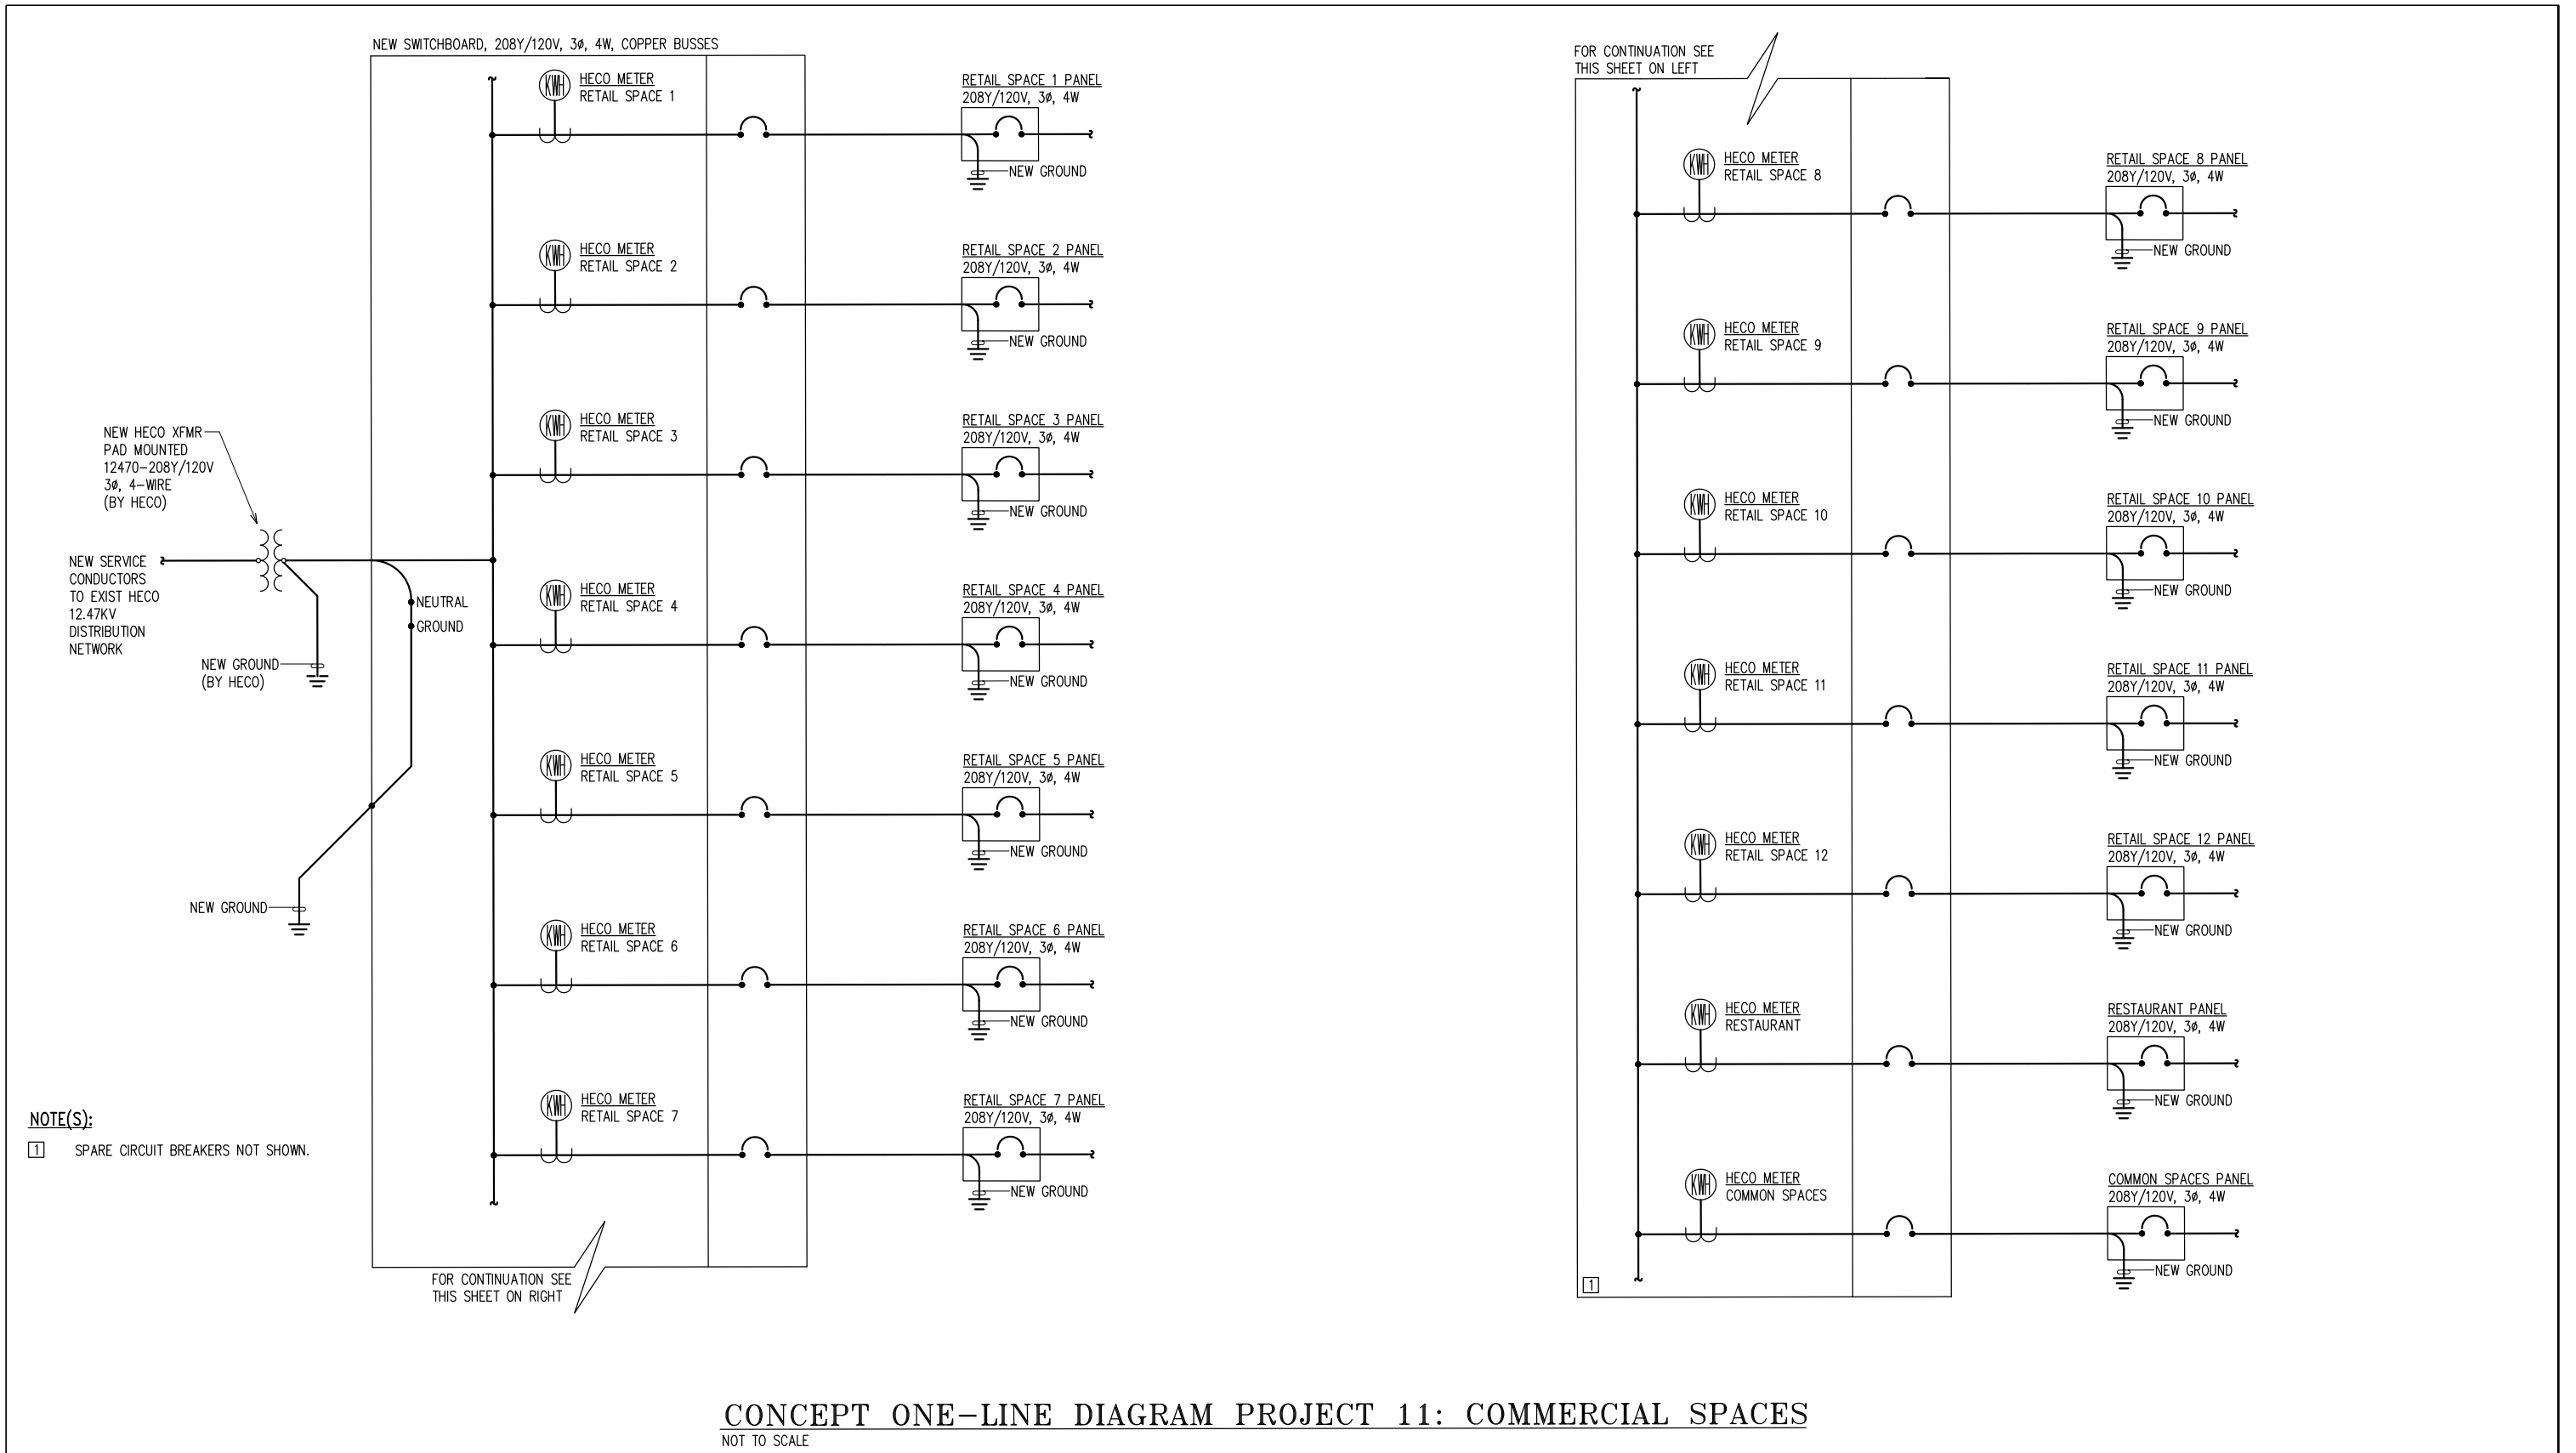 NEW SWITCHBOARD, 208Y/120V, 3ø, 4W, COPPER BUSSES
KWH
HECO METER
RETAIL SPACE 1
RETAIL SPACE 1 PANEL
208Y/120V, 3ø, 4W
NEW GROUND
KWH
HECO METER
RETAIL SPACE 2
RETAIL SPACE 2 PANEL
208Y/120V, 3ø, 4W
NEW GROUND
KWH
HECO METER
RETAIL SPACE 3
RETAIL SPACE 3 PANEL
208Y/120V, 3ø, 4W
NEW GROUND
NEW HECO XFMR
PAD MOUNTED
12470-208Y/120V
3ø, 4-WIRE
(BY HECO)
NEW SERVICE
CONDUCTORS
TO EXIST HECO
12.47KV
DISTRIBUTION
NETWORK
NEUTRAL
GROUND
NEW GROUND
(BY HECO)
NEW GROUND
KWH
HECO METER
RETAIL SPACE 4
RETAIL SPACE 4 PANEL
208Y/120V, 3ø, 4W
NEW GROUND
KWH
HECO METER
RETAIL SPACE 5
RETAIL SPACE 5 PANEL
208Y/120V, 3ø, 4W
NEW GROUND
KWH
HECO METER
RETAIL SPACE 6
RETAIL SPACE 6 PANEL
208Y/120V, 3ø, 4W
NEW GROUND
KWH
HECO METER
RETAIL SPACE 7
RETAIL SPACE 7 PANEL
208Y/120V, 3ø, 4W
NEW GROUND
FOR CONTINUATION SEE
THIS SHEET ON RIGHT
NOTE(S):
1 SPARE CIRCUIT BREAKERS NOT SHOWN.
FOR CONTINUATION SEE
THIS SHEET ON LEFT
KWH
HECO METER
RETAIL SPACE 8
RETAIL SPACE 8 PANEL
208Y/120V, 3ø, 4W
NEW GROUND
KWH
HECO METER
RETAIL SPACE 9
RETAIL SPACE 9 PANEL
208Y/120V, 3ø, 4W
NEW GROUND
KWH
HECO METER
RETAIL SPACE 10
RETAIL SPACE 10 PANEL
208Y/120V, 3ø, 4W
NEW GROUND
KWH
HECO METER
RETAIL SPACE 11
RETAIL SPACE 11 PANEL
208Y/120V, 3ø, 4W
NEW GROUND
KWH
HECO METER
RETAIL SPACE 12
RETAIL SPACE 12 PANEL
208Y/120V, 3ø, 4W
NEW GROUND
KWH
HECO METER
RESTAURANT
RESTAURANT PANEL
208Y/120V, 3ø, 4W
NEW GROUND
KWH
HECO METER
COMMON SPACES
COMMON SPACES PANEL
208Y/120V, 3ø, 4W
NEW GROUND
1
CONCEPT ONE-LINE DIAGRAM PROJECT 11: COMMERCIAL SPACES
NOT TO SCALE